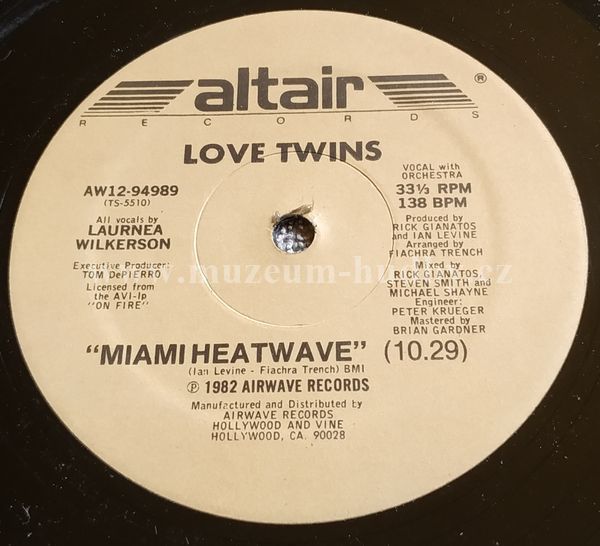 altair ®
RECORDS
LOVE TWINS
AW12-94989
(TS-5510)
All vocals by
LAURNEA
WILKERSON
Executive Producer:
TOM DePIERRO
Licensed from
the AVI-lp
"ON FIRE"
VOCAL with
ORCHESTRA
33⅓ RPM
138 BPM
Produced by
RICK GIANATOS
and IAN LEVINE
Arranged by
FIACHRA TRENCH
Mixed by
RICK GIANATOS,
STEVEN SMITH and
MICHAEL SHAYNE
Engineer:
PETER KRUEGER
Mastered by
BRIAN GARDNER
"MIAMI HEATWAVE" (10.29)
(Ian Levine - Fiachra Trench) BMI
℗ 1982 AIRWAVE RECORDS
Manufactured and Distributed by
AIRWAVE RECORDS
HOLLYWOOD AND VINE
HOLLYWOOD, CA. 90028